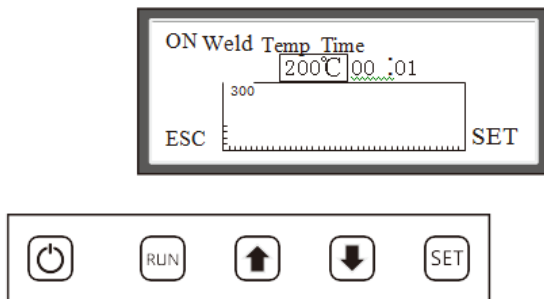 ON Weld Temp Time
200℃ 00 :01
300
ESC SET
RUN SET